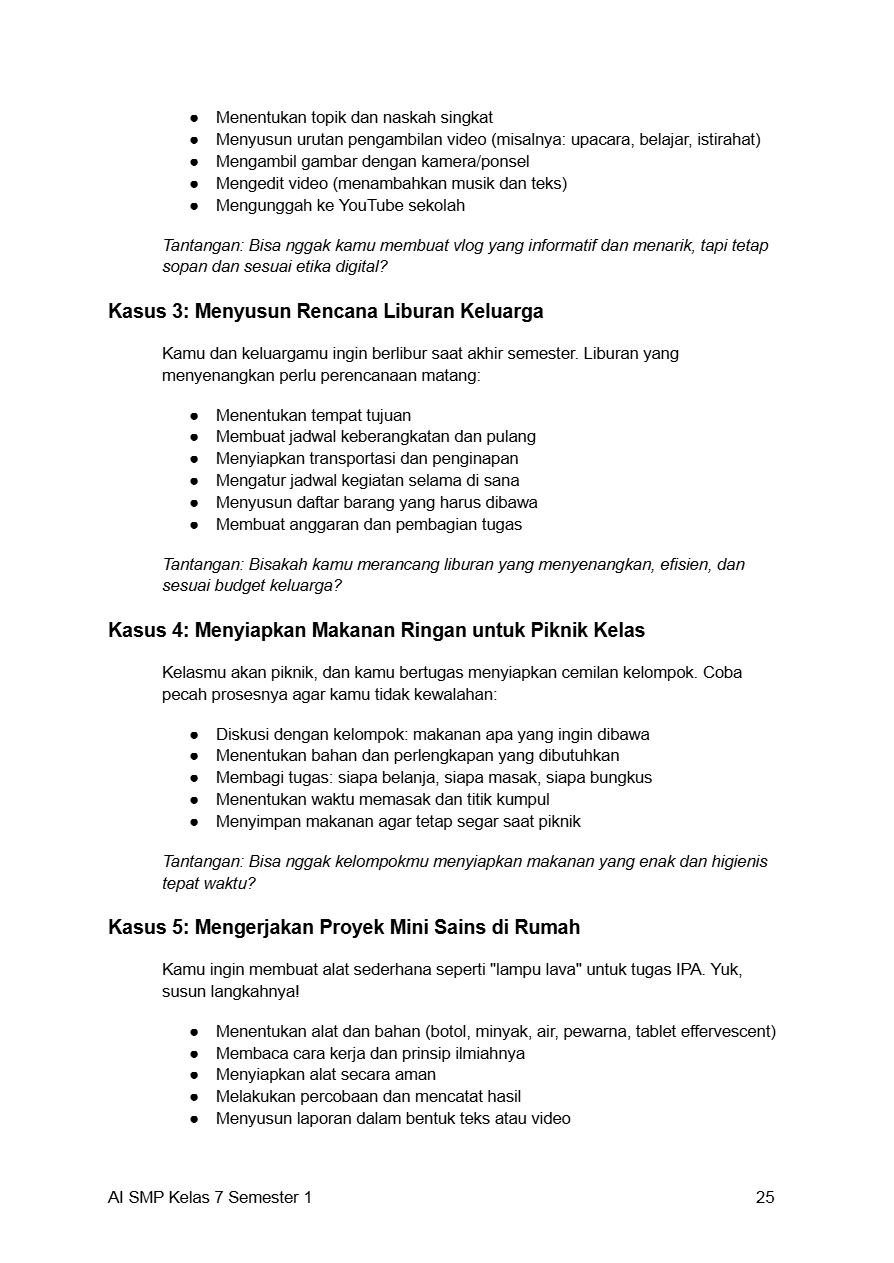 ● Menentukan topik dan naskah singkat
● Menyusun urutan pengambilan video (misalnya: upacara, belajar, istirahat)
● Mengambil gambar dengan kamera/ponsel
● Mengedit video (menambahkan musik dan teks)
● Mengunggah ke YouTube sekolah
Tantangan: Bisa nggak kamu membuat vlog yang informatif dan menarik, tapi tetap
sopan dan sesuai etika digital?
Kasus 3: Menyusun Rencana Liburan Keluarga
Kamu dan keluargamu ingin berlibur saat akhir semester. Liburan yang
menyenangkan perlu perencanaan matang:
● Menentukan tempat tujuan
● Membuat jadwal keberangkatan dan pulang
● Menyiapkan transportasi dan penginapan
● Mengatur jadwal kegiatan selama di sana
● Menyusun daftar barang yang harus dibawa
● Membuat anggaran dan pembagian tugas
Tantangan: Bisakah kamu merancang liburan yang menyenangkan, efisien, dan
sesuai budget keluarga?
Kasus 4: Menyiapkan Makanan Ringan untuk Piknik Kelas
Kelasmu akan piknik, dan kamu bertugas menyiapkan cemilan kelompok. Coba
pecah prosesnya agar kamu tidak kewalahan:
● Diskusi dengan kelompok: makanan apa yang ingin dibawa
● Menentukan bahan dan perlengkapan yang dibutuhkan
● Membagi tugas: siapa belanja, siapa masak, siapa bungkus
● Menentukan waktu memasak dan titik kumpul
● Menyimpan makanan agar tetap segar saat piknik
Tantangan: Bisa nggak kelompokmu menyiapkan makanan yang enak dan higienis
tepat waktu?
Kasus 5: Mengerjakan Proyek Mini Sains di Rumah
Kamu ingin membuat alat sederhana seperti "lampu lava" untuk tugas IPA. Yuk,
susun langkahnya!
● Menentukan alat dan bahan (botol, minyak, air, pewarna, tablet effervescent)
● Membaca cara kerja dan prinsip ilmiahnya
● Menyiapkan alat secara aman
● Melakukan percobaan dan mencatat hasil
● Menyusun laporan dalam bentuk teks atau video
AI SMP Kelas 7 Semester 1 25